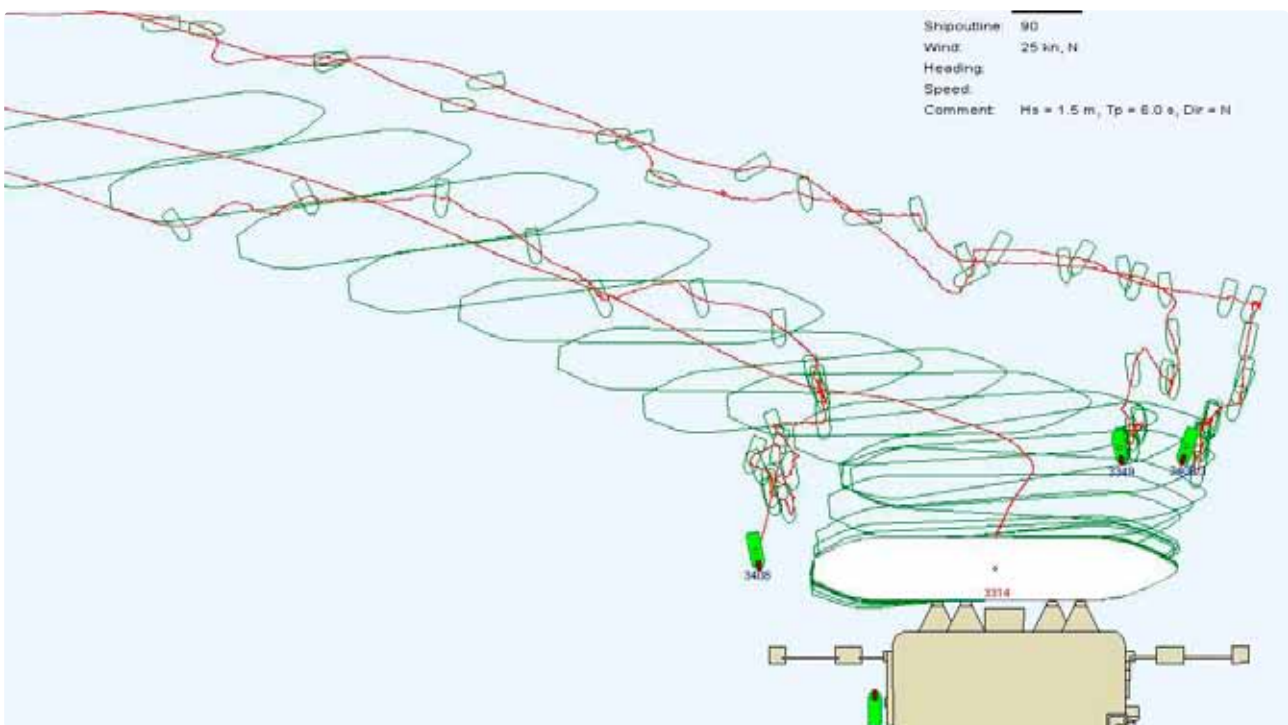 Shipoutline: 90
Wind: 25 kn, N
Heading:
Speed:
Comment: Hs = 1.5 m, Tp = 6.0 s, Dir = N
3349
3408
3314